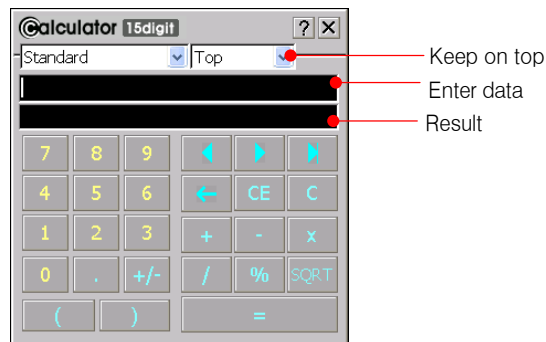 Calculator 15digit ? X
Standard Top
Keep on top
Enter data
Result
7 8 9
4 5 6 ← CE C
1 2 3 + - x
0 . +/- / % SQRT
( ) =